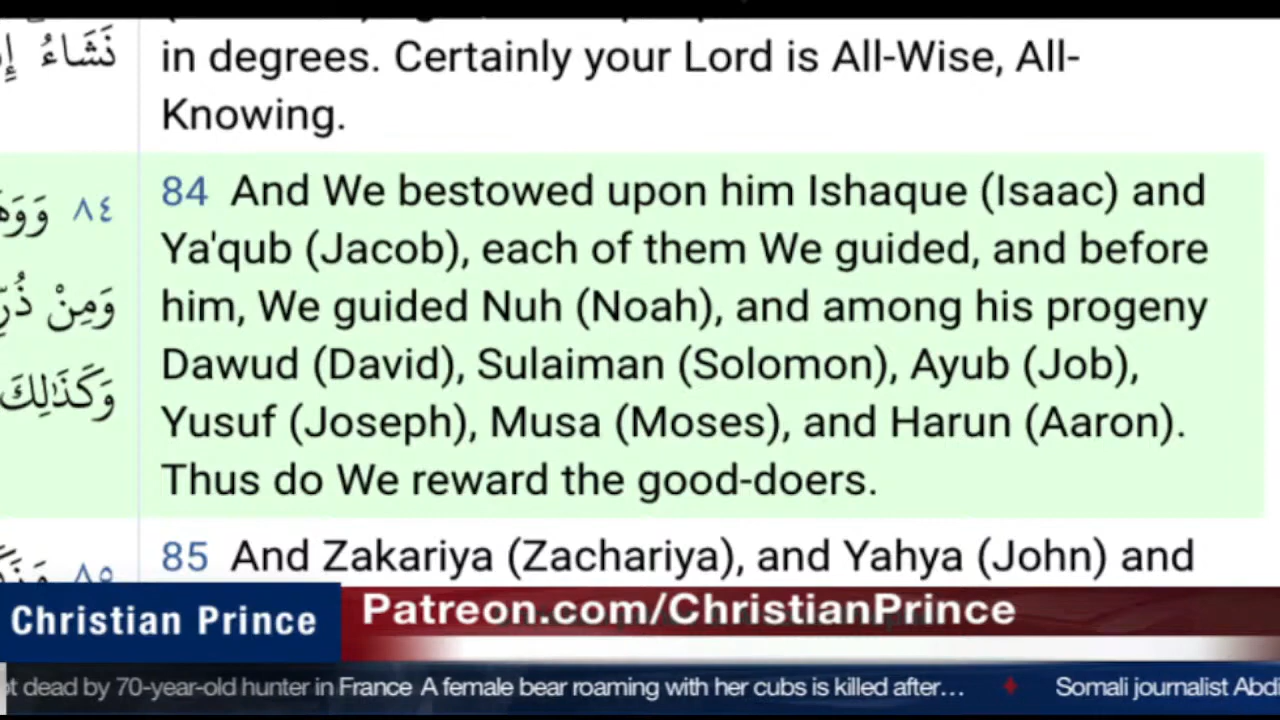 in degrees. Certainly your Lord is All-Wise, All-
Knowing.
نَشَاءُ
84 And We bestowed upon him Ishaque (Isaac) and
Ya'qub (Jacob), each of them We guided, and before
him, We guided Nuh (Noah), and among his progeny
Dawud (David), Sulaiman (Solomon), Ayub (Job),
Yusuf (Joseph), Musa (Moses), and Harun (Aaron).
Thus do We reward the good-doers.
٨٤
وَمِنْ
وَكَذَٰلِكَ
85 And Zakariya (Zachariya), and Yahya (John) and
٨٥
Christian Prince
Patreon.com/ChristianPrince
dead by 70-year-old hunter in France A female bear roaming with her cubs is killed after… Somali journalist